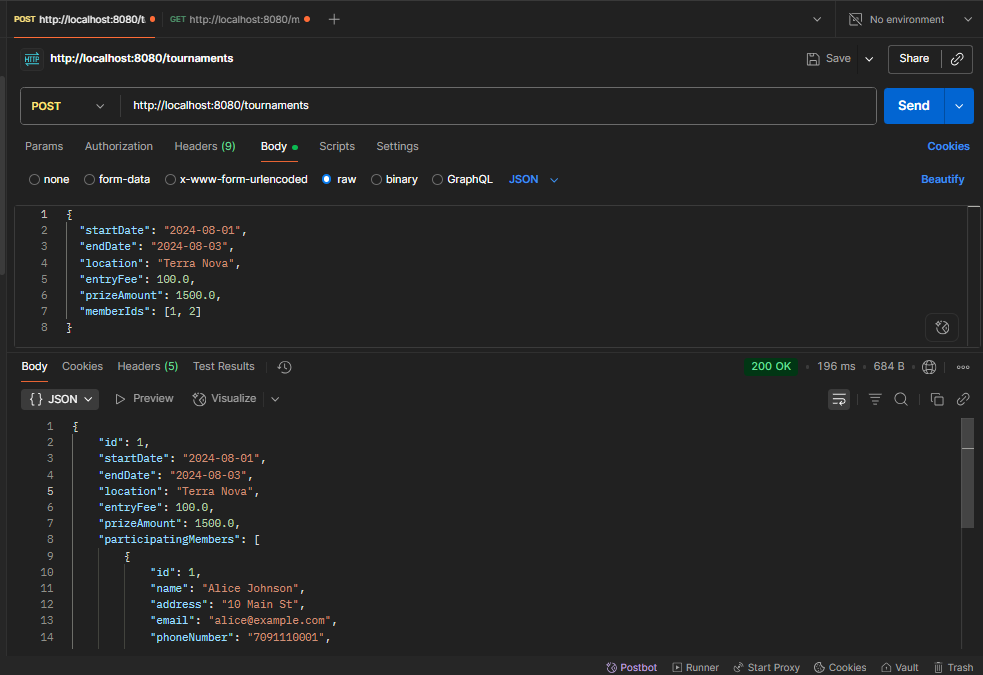 POST http://localhost:8080/t GET http://localhost:8080/m No environment
HTTP http://localhost:8080/tournaments Save Share
POST http://localhost:8080/tournaments Send
Params Authorization Headers (9) Body Scripts Settings Cookies
none form-data x-www-form-urlencoded raw binary GraphQL JSON Beautify
1 {
2 "startDate": "2024-08-01",
3 "endDate": "2024-08-03",
4 "location": "Terra Nova",
5 "entryFee": 100.0,
6 "prizeAmount": 1500.0,
7 "memberIds": [1, 2]
8 }
Body Cookies Headers (5) Test Results 200 OK 196 ms 684 B
{} JSON Preview Visualize
1 {
2 "id": 1,
3 "startDate": "2024-08-01",
4 "endDate": "2024-08-03",
5 "location": "Terra Nova",
6 "entryFee": 100.0,
7 "prizeAmount": 1500.0,
8 "participatingMembers": [
9 {
10 "id": 1,
11 "name": "Alice Johnson",
12 "address": "10 Main St",
13 "email": "alice@example.com",
14 "phoneNumber": "7091110001",
Postbot Runner Start Proxy Cookies Vault Trash